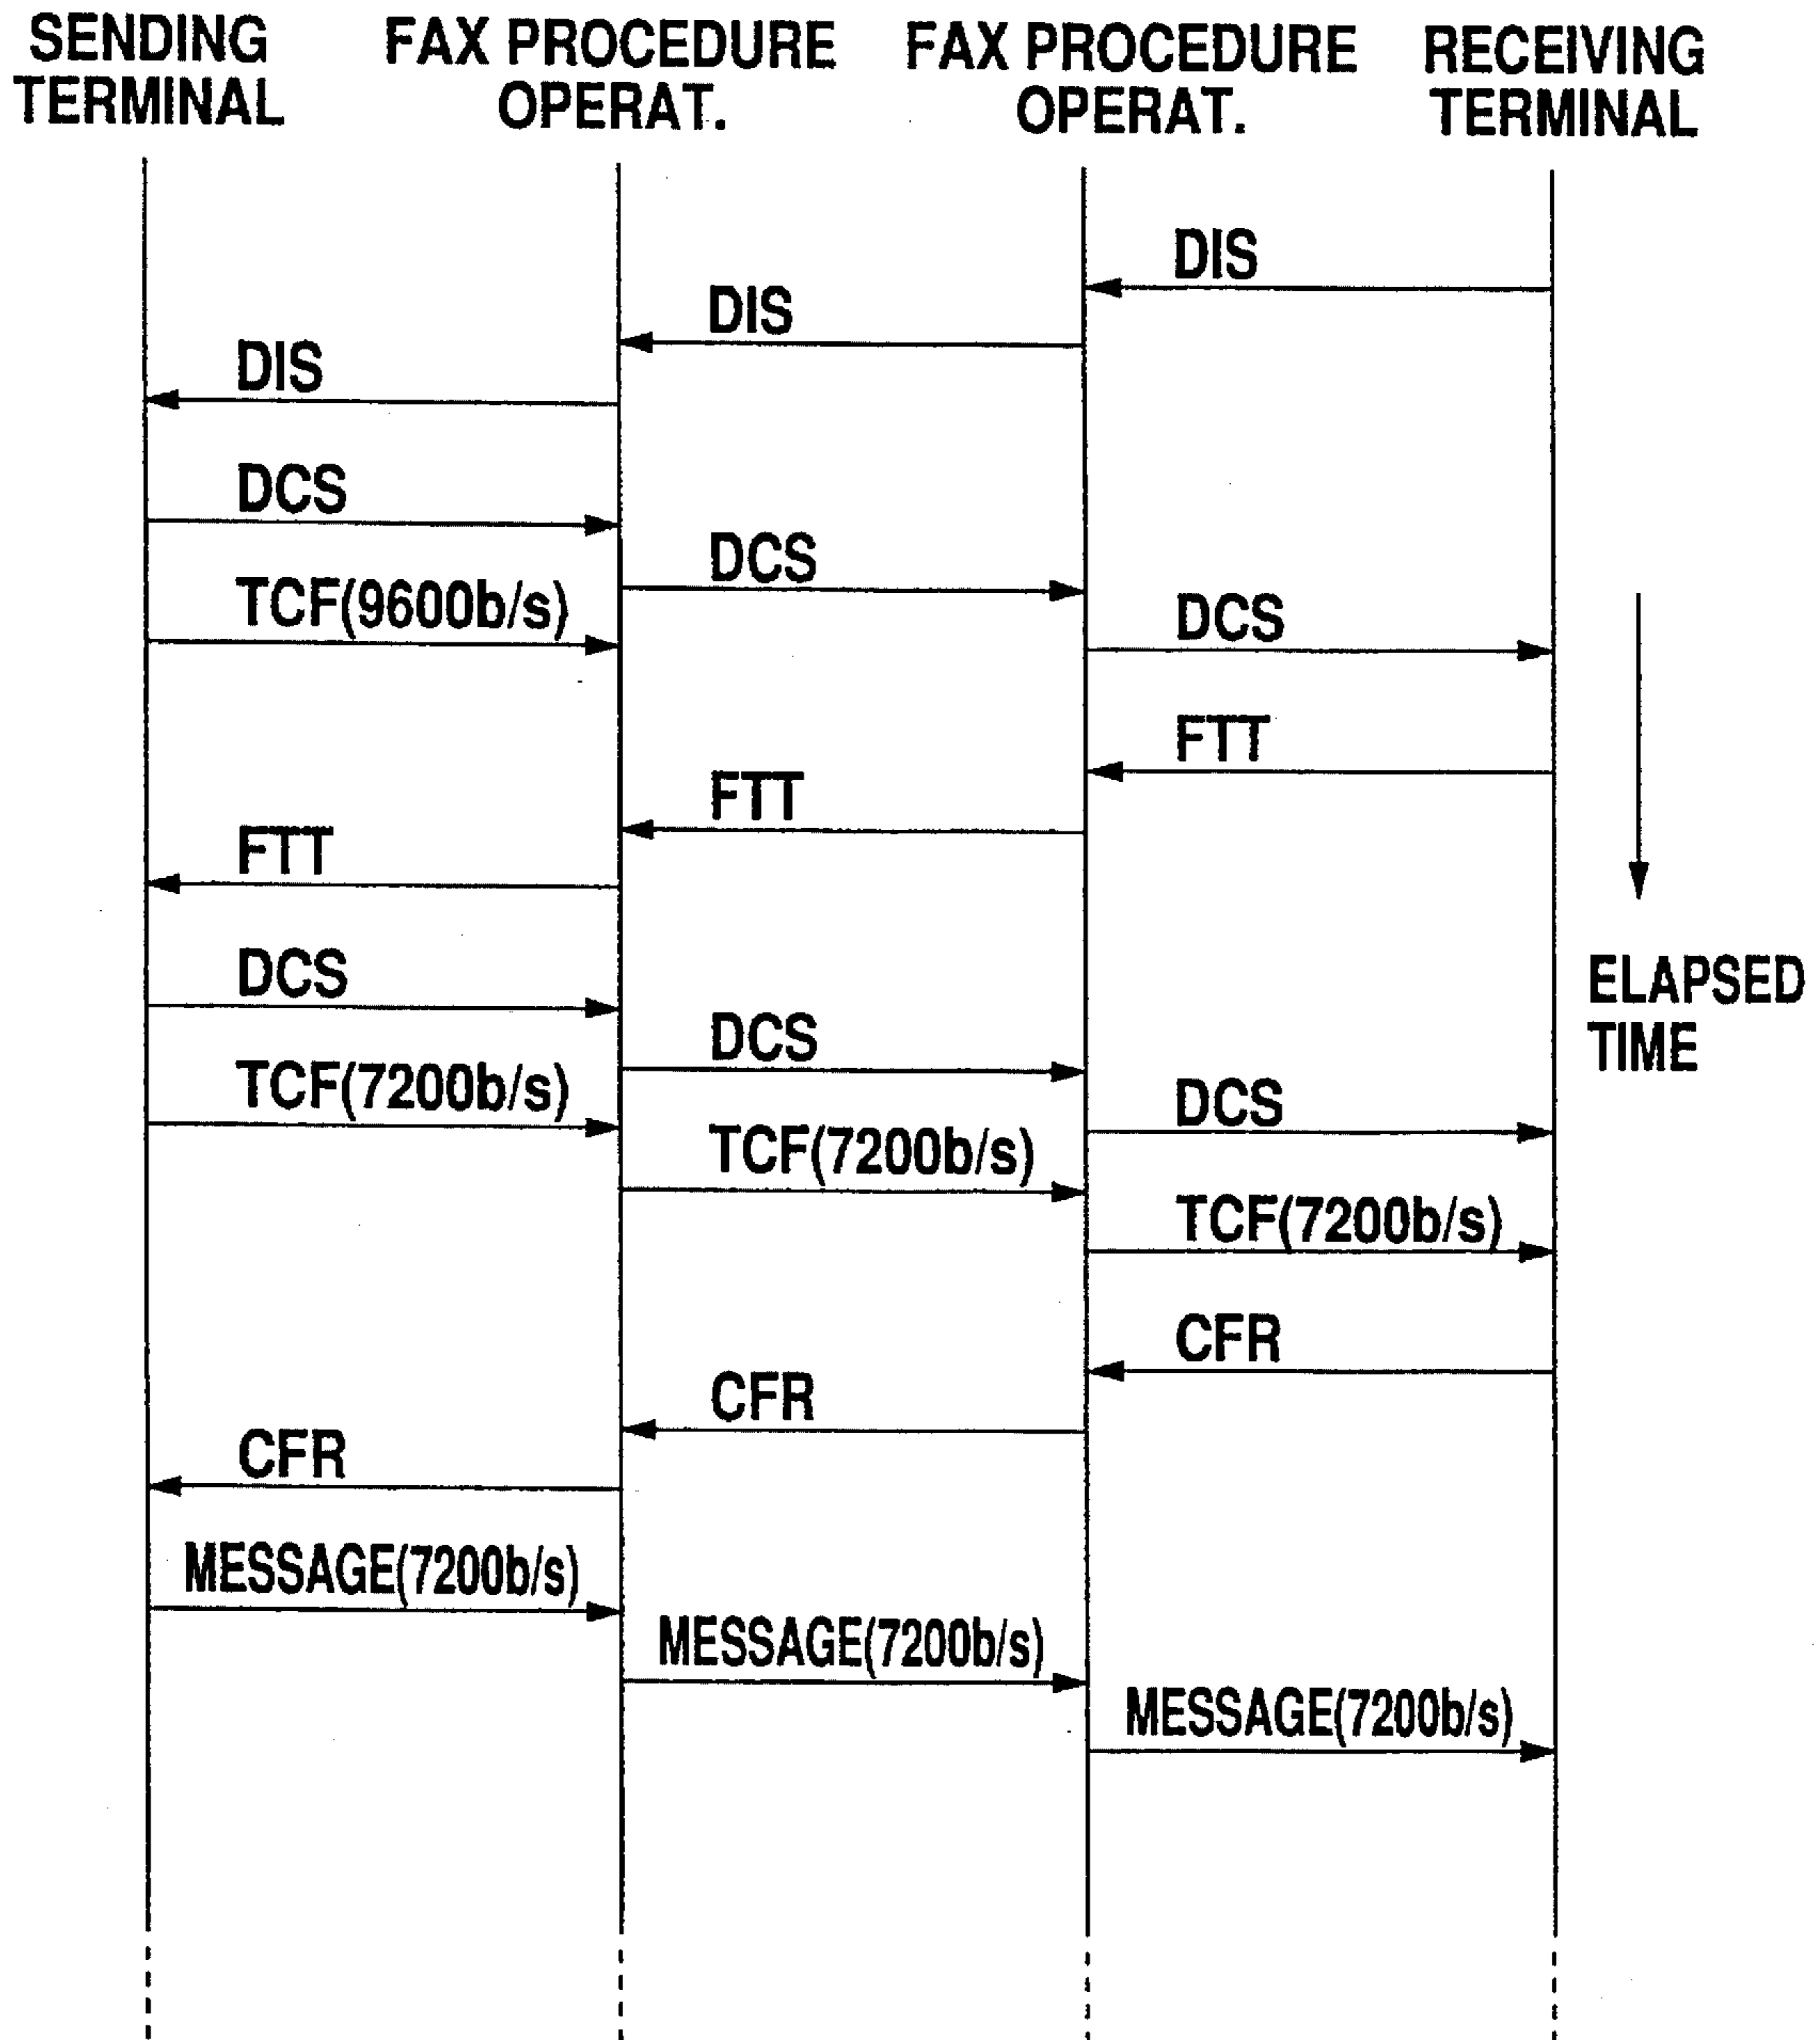 SENDING
TERMINAL
FAX PROCEDURE
OPERAT.
FAX PROCEDURE
OPERAT.
RECEIVING
TERMINAL
DIS
DIS
DIS
DCS
DCS
TCF(9600b/s)
DCS
FTT
FTT
FTT
DCS
ELAPSED
TIME
DCS
TCF(7200b/s)
DCS
TCF(7200b/s)
TCF(7200b/s)
CFR
CFR
CFR
MESSAGE(7200b/s)
MESSAGE(7200b/s)
MESSAGE(7200b/s)